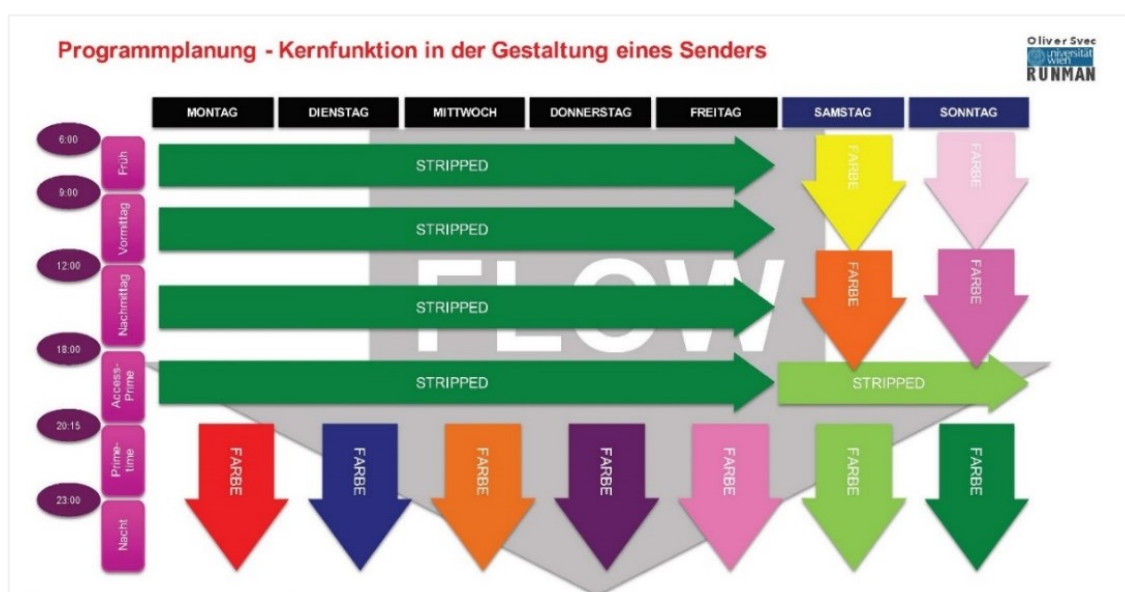 Programmplanung - Kernfunktion in der Gestaltung eines Senders
Oliver Svec
universität
wien
RUNMAN
MONTAG DIENSTAG MITTWOCH DONNERSTAG FREITAG SAMSTAG SONNTAG
6:00
Früh
STRIPPED
FARBE
FARBE
9:00
Vormittag
STRIPPED
12:00
Nachmittag
FLOW
STRIPPED
FARBE
FARBE
18:00
Access-
Prime
STRIPPED
STRIPPED
20:15
Prime-
time
FARBE
FARBE
FARBE
FARBE
FARBE
FARBE
FARBE
23:00
Nacht